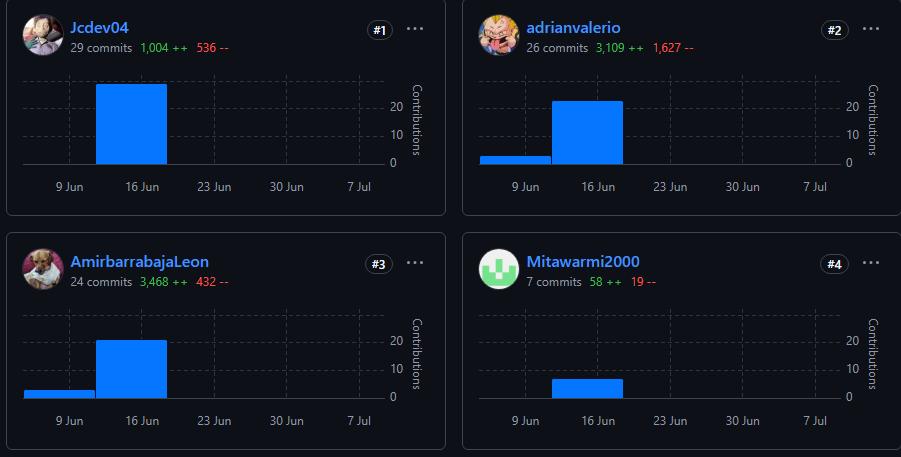 Jcdev04 #1 ...
29 commits 1,004 ++ 536 --
20
10
0
Contributions
9 Jun 16 Jun 23 Jun 30 Jun 7 Jul
adrianvalerio #2 ...
26 commits 3,109 ++ 1,627 --
20
10
0
Contributions
9 Jun 16 Jun 23 Jun 30 Jun 7 Jul
AmirbarrabajaLeon #3 ...
24 commits 3,468 ++ 432 --
20
10
0
Contributions
9 Jun 16 Jun 23 Jun 30 Jun 7 Jul
Mitawarmi2000 #4 ...
7 commits 58 ++ 19 --
20
10
0
Contributions
9 Jun 16 Jun 23 Jun 30 Jun 7 Jul